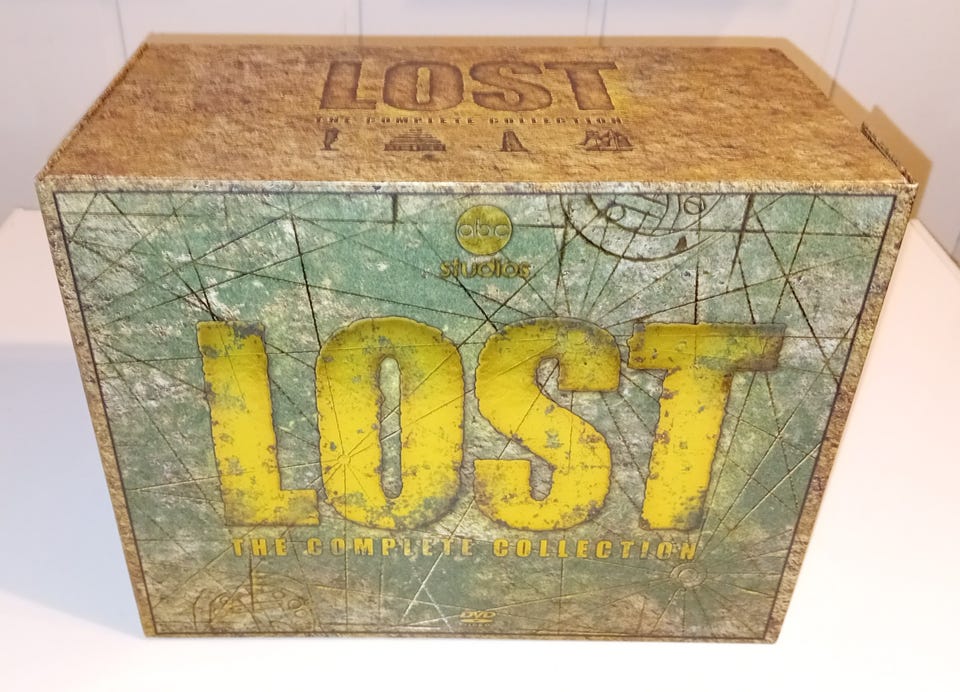 LOST
THE COMPLETE COLLECTION
abc
studios
LOST
THE COMPLETE COLLECTION
DVD